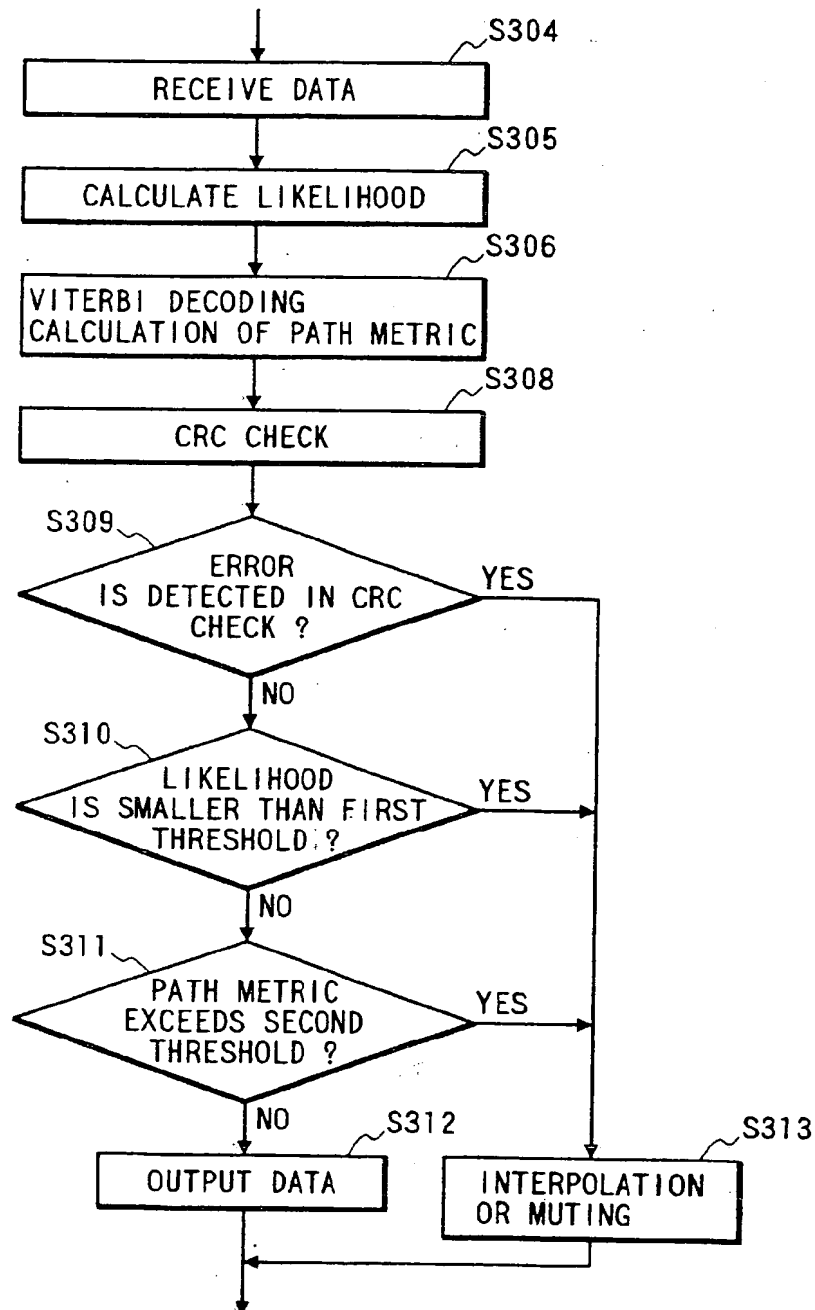 S304
RECEIVE DATA
S305
CALCULATE LIKELIHOOD
S306
VITERBI DECODING
CALCULATION OF PATH METRIC
S308
CRC CHECK
S309
ERROR
IS DETECTED IN CRC
CHECK ?
YES
NO
S310
LIKELIHOOD
IS SMALLER THAN FIRST
THRESHOLD ?
YES
NO
S311
PATH METRIC
EXCEEDS SECOND
THRESHOLD ?
YES
NO
S312
OUTPUT DATA
S313
INTERPOLATION
OR MUTING